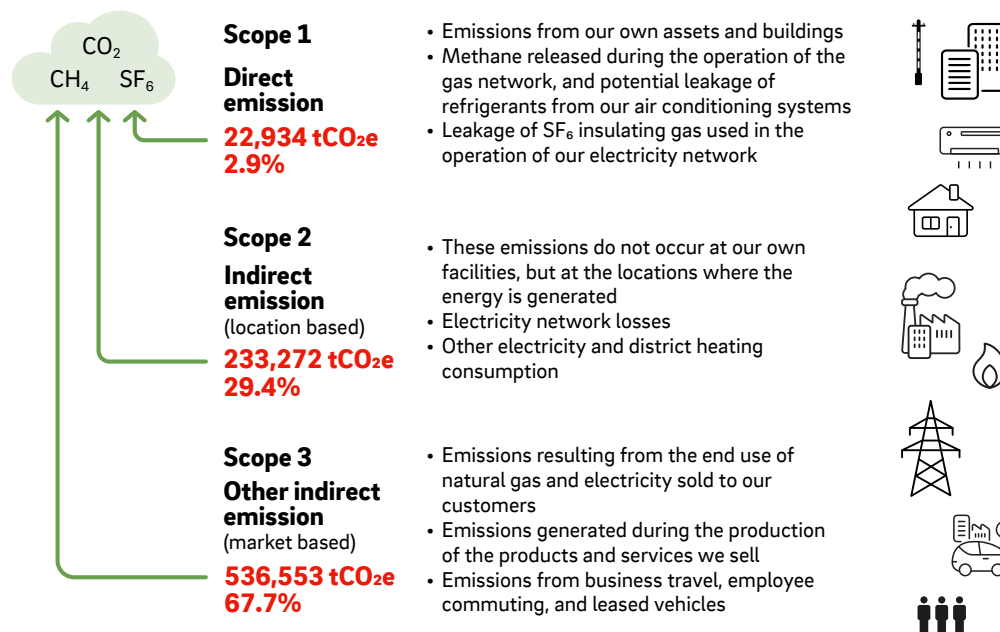 CO₂
CH₄ SF₆
Scope 1
Direct
emission
22,934 tCO₂e
2.9%
• Emissions from our own assets and buildings
• Methane released during the operation of the
gas network, and potential leakage of
refrigerants from our air conditioning systems
• Leakage of SF₆ insulating gas used in the
operation of our electricity network
Scope 2
Indirect
emission
(location based)
233,272 tCO₂e
29.4%
• These emissions do not occur at our own
facilities, but at the locations where the
energy is generated
• Electricity network losses
• Other electricity and district heating
consumption
Scope 3
Other indirect
emission
(market based)
536,553 tCO₂e
67.7%
• Emissions resulting from the end use of
natural gas and electricity sold to our
customers
• Emissions generated during the production
of the products and services we sell
• Emissions from business travel, employee
commuting, and leased vehicles